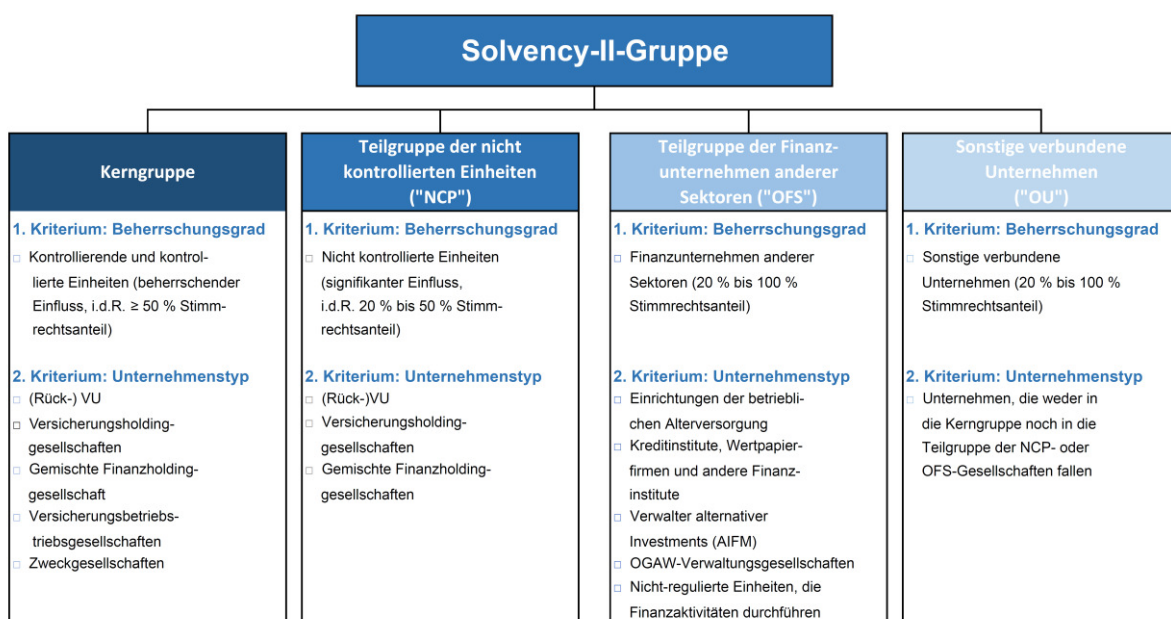 Solvency-II-Gruppe
Kerngruppe
1. Kriterium: Beherrschungsgrad
Kontrollierende und kontrol-
lierte Einheiten (beherrschender
Einfluss, i.d.R. ≥ 50 % Stimm-
rechtsanteil)
2. Kriterium: Unternehmenstyp
(Rück-) VU
Versicherungsholding-
gesellschaften
Gemischte Finanzholding-
gesellschaft
Versicherungsbetriebs-
triebsgesellschaften
Zweckgesellschaften
Teilgruppe der nicht
kontrollierten Einheiten
("NCP")
1. Kriterium: Beherrschungsgrad
Nicht kontrollierte Einheiten
(signifikanter Einfluss,
i.d.R. 20 % bis 50 % Stimm-
rechtsanteil)
2. Kriterium: Unternehmenstyp
(Rück-)VU
Versicherungsholding-
gesellschaften
Gemischte Finanzholding-
gesellschaften
Teilgruppe der Finanz-
unternehmen anderer
Sektoren ("OFS")
1. Kriterium: Beherrschungsgrad
Finanzunternehmen anderer
Sektoren (20 % bis 100 %
Stimmrechtsanteil)
2. Kriterium: Unternehmenstyp
Einrichtungen der betriebli-
chen Alterversorgung
Kreditinstitute, Wertpapier-
firmen und andere Finanz-
institute
Verwalter alternativer
Investments (AIFM)
OGAW-Verwaltungsgesellschaften
Nicht-regulierte Einheiten, die
Finanzaktivitäten durchführen
Sonstige verbundene
Unternehmen
("OU")
1. Kriterium: Beherrschungsgrad
Sonstige verbundene
Unternehmen (20 % bis 100 %
Stimmrechtsanteil)
2. Kriterium: Unternehmenstyp
Unternehmen, die weder in
die Kerngruppe noch in die
Teilgruppe der NCP- oder
OFS-Gesellschaften fallen